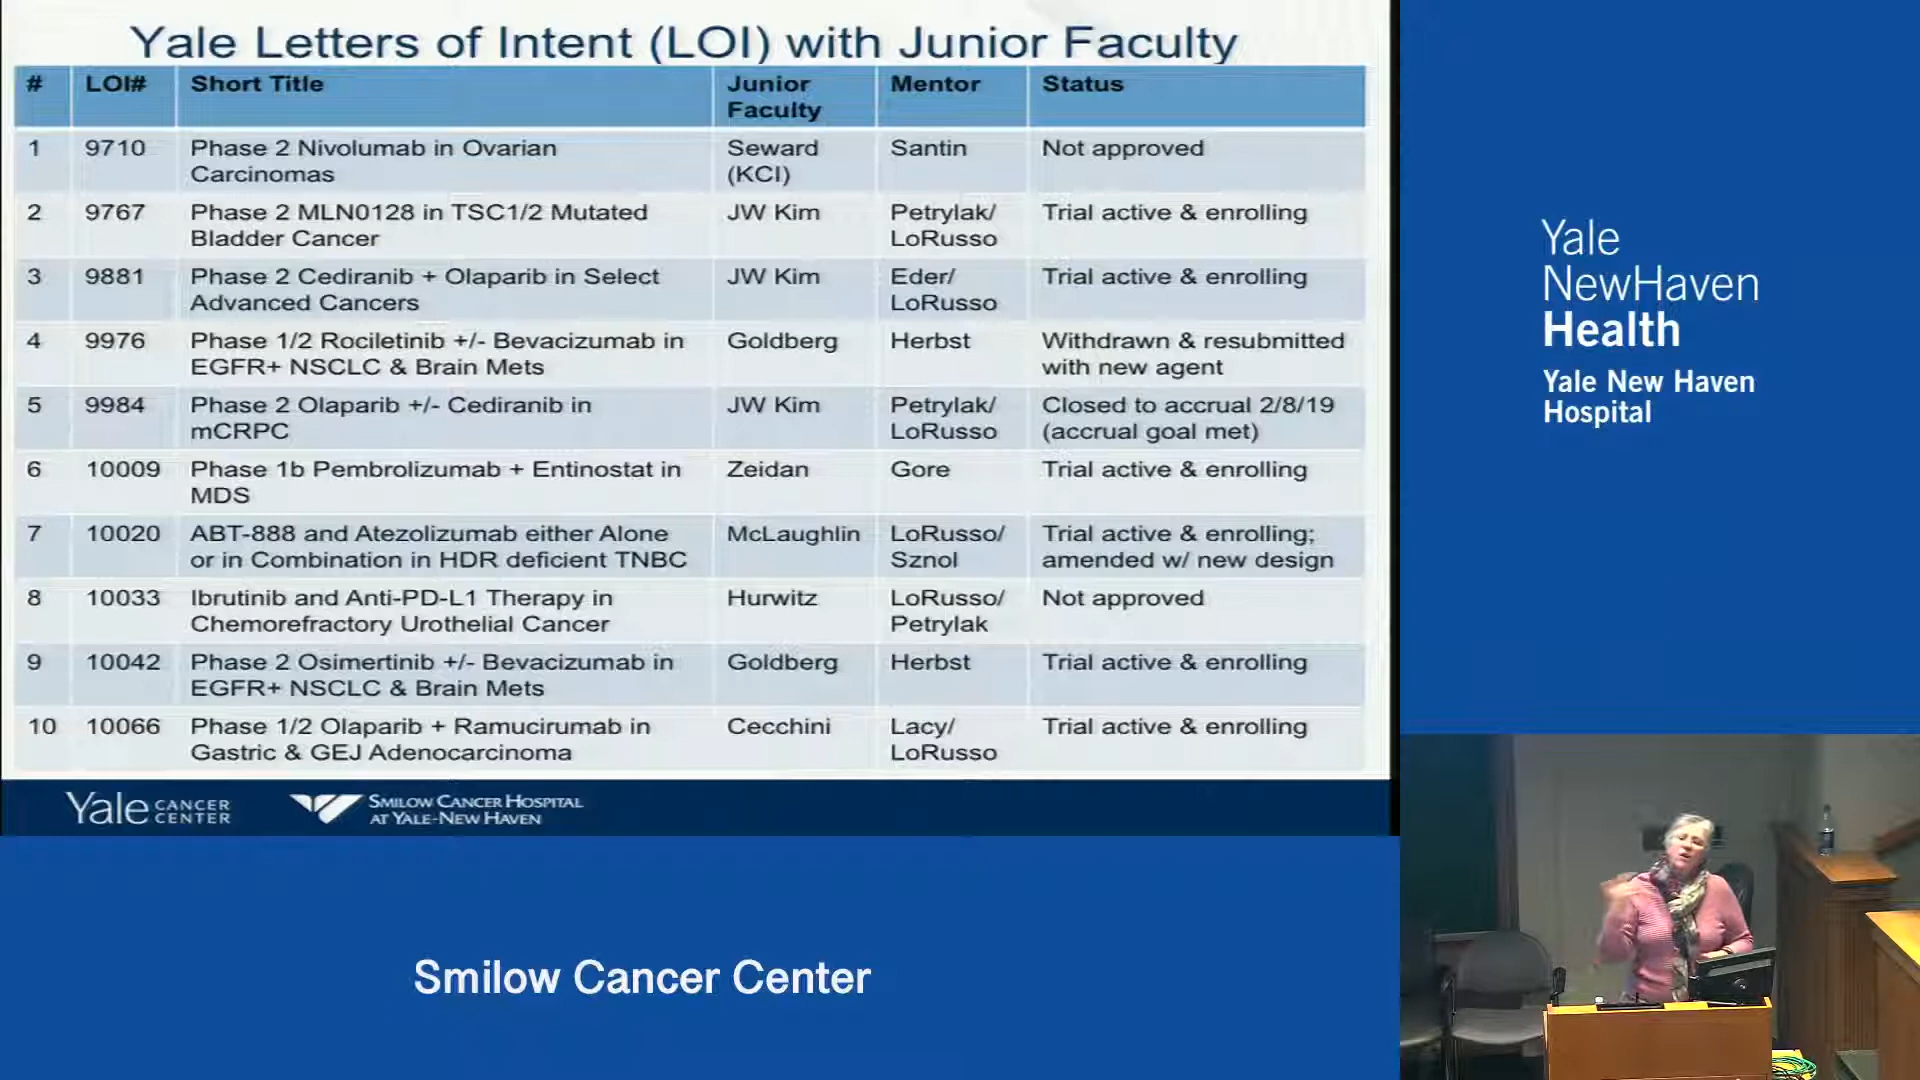 Yale Letters of Intent (LOI) with Junior Faculty
# LOI# Short Title Junior Faculty Mentor Status
1 9710 Phase 2 Nivolumab in Ovarian Carcinomas Seward (KCI) Santin Not approved
2 9767 Phase 2 MLN0128 in TSC1/2 Mutated Bladder Cancer JW Kim Petrylak/ LoRusso Trial active & enrolling
3 9881 Phase 2 Cediranib + Olaparib in Select Advanced Cancers JW Kim Eder/ LoRusso Trial active & enrolling
4 9976 Phase 1/2 Rociletinib +/- Bevacizumab in EGFR+ NSCLC & Brain Mets Goldberg Herbst Withdrawn & resubmitted with new agent
5 9984 Phase 2 Olaparib +/- Cediranib in mCRPC JW Kim Petrylak/ LoRusso Closed to accrual 2/8/19 (accrual goal met)
6 10009 Phase 1b Pembrolizumab + Entinostat in MDS Zeidan Gore Trial active & enrolling
7 10020 ABT-888 and Atezolizumab either Alone or in Combination in HDR deficient TNBC McLaughlin LoRusso/ Sznol Trial active & enrolling; amended w/ new design
8 10033 Ibrutinib and Anti-PD-L1 Therapy in Chemorefractory Urothelial Cancer Hurwitz LoRusso/ Petrylak Not approved
9 10042 Phase 2 Osimertinib +/- Bevacizumab in EGFR+ NSCLC & Brain Mets Goldberg Herbst Trial active & enrolling
10 10066 Phase 1/2 Olaparib + Ramucirumab in Gastric & GEJ Adenocarcinoma Cecchini Lacy/ LoRusso Trial active & enrolling
Yale CANCER CENTER
SMILOW CANCER HOSPITAL
AT YALE-NEW HAVEN
Yale
NewHaven
Health
Yale New Haven
Hospital
Smilow Cancer Center